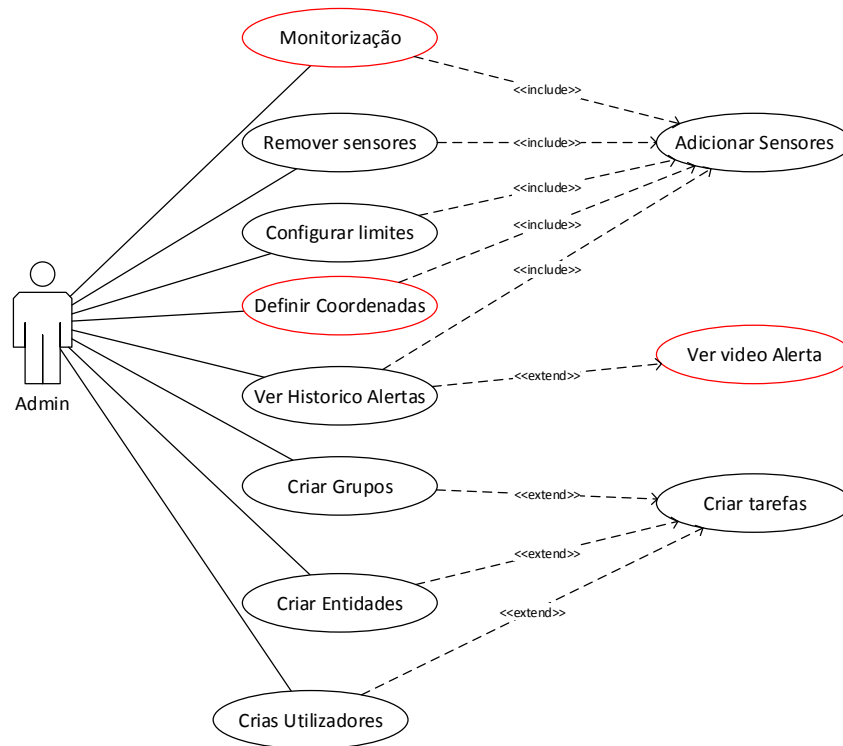 Monitorização
<<include>>
Remover sensores
<<include>>
Adicionar Sensores
<<include>>
Configurar limites
<<include>>
<<include>>
Definir Coordenadas
Ver video Alerta
<<extend>>
Ver Historico Alertas
Admin
Criar Grupos
<<extend>>
Criar tarefas
<<extend>>
Criar Entidades
<<extend>>
Crias Utilizadores